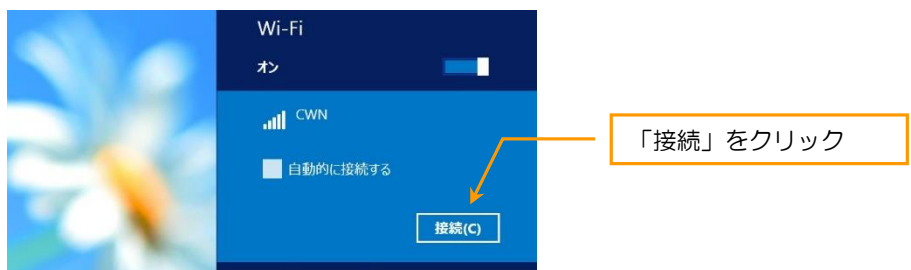 Wi-Fi
オン
CWN
自動的に接続する
接続(C)
「接続」をクリック